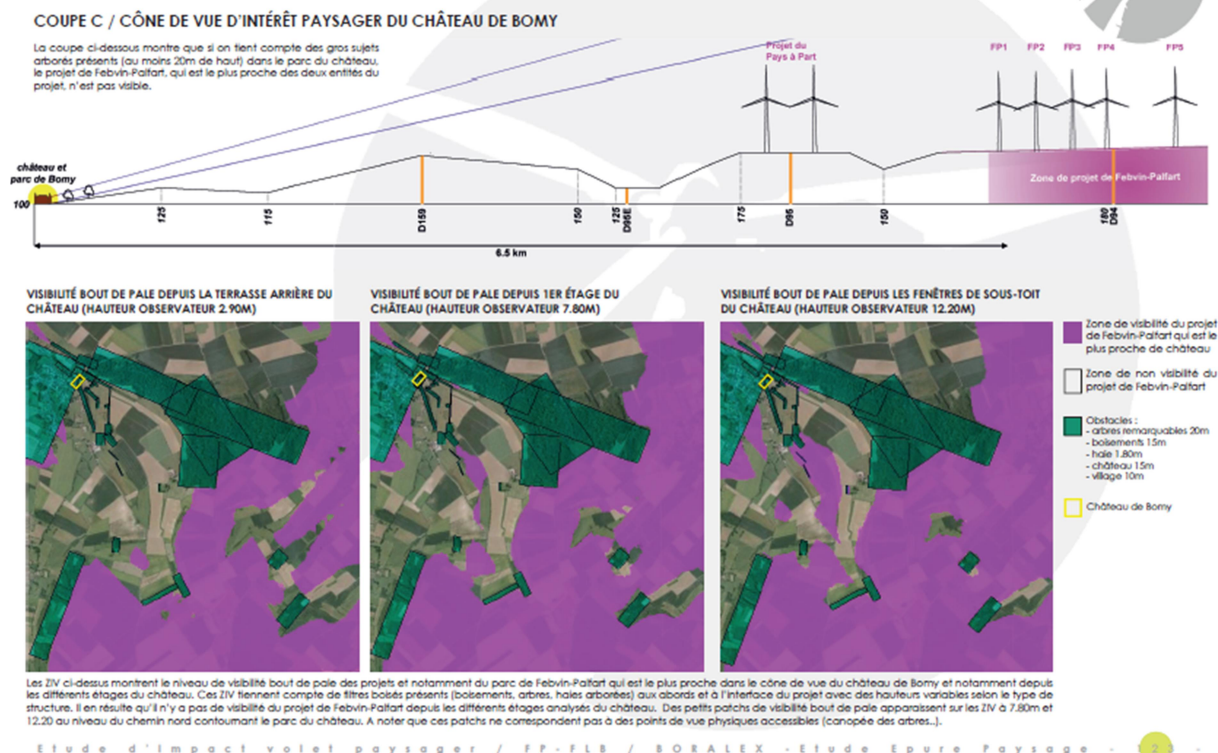 COUPE C / CÔNE DE VUE D'INTÉRÊT PAYSAGER DU CHÂTEAU DE BOMY
La coupe ci-dessous montre que si on tient compte des gros sujets
arborés présents (au moins 20m de haut) dans le parc du château,
le projet de Febvin-Palfart, qui est le plus proche des deux entités du
projet, n'est pas visible.
Projet du
Pays à Part
FP1 FP2 FP3 FP4 FP5
château et
parc de Bomy
Zone de projet de Febvin-Palfart
100
125 115 D159 150 125 D95E 175 D95 150 180 D94
6.5 km
VISIBILITÉ BOUT DE PALE DEPUIS LA TERRASSE ARRIÈRE DU
CHÂTEAU (HAUTEUR OBSERVATEUR 2.90M)
VISIBILITÉ BOUT DE PALE DEPUIS 1ER ÉTAGE DU
CHÂTEAU (HAUTEUR OBSERVATEUR 7.80M)
VISIBILITÉ BOUT DE PALE DEPUIS LES FENÊTRES DE SOUS-TOIT
DU CHÂTEAU (HAUTEUR OBSERVATEUR 12.20M)
Zone de visibilité du projet
de Febvin-Palfart qui est le
plus proche de château
Zone de non visibilité du
projet de Febvin-Palfart
Obstacles :
- arbres remarquables 20m
- boisements 15m
- haie 1.80m
- château 15m
- village 10m
Château de Bomy
Les ZIV ci-dessus montrent le niveau de visibilité bout de pale des projets et notamment du parc de Febvin-Palfart qui est le plus proche dans le cône de vue du château de Bomy et notamment depuis
les différents étages du château. Ces ZIV tiennent compte de filtres boisés présents (boisements, arbres, haies arborées) aux abords et à l'interface du projet avec des hauteurs variables selon le type de
structure. Il en résulte qu'il n'y a pas de visibilité du projet de Febvin-Palfart depuis les différents étages analysés du château. Des petits patchs de visibilité bout de pale apparaissent sur les ZIV à 7.80m et
12.20 au niveau du chemin nord contournant le parc du château. A noter que ces patchs ne correspondent pas à des points de vue physiques accessibles (canopée des arbres..).
Etude d'impact volet paysager / FP-FLB / BORALEX - Etude Epure Paysage - 123 -